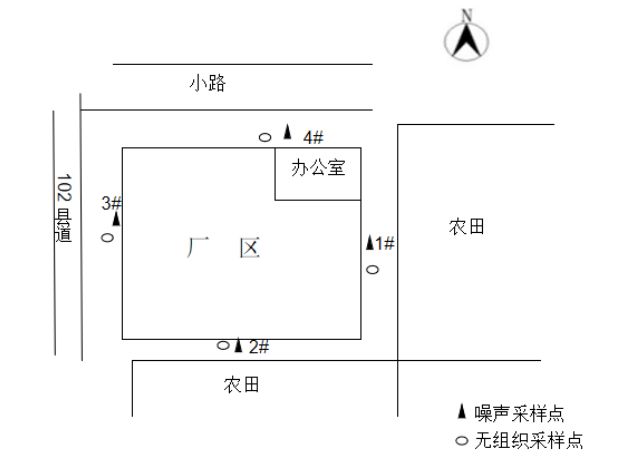 N
小路
4#
办公室
102县道
3#
农田
厂 区
1#
2#
农田
噪声采样点
无组织采样点